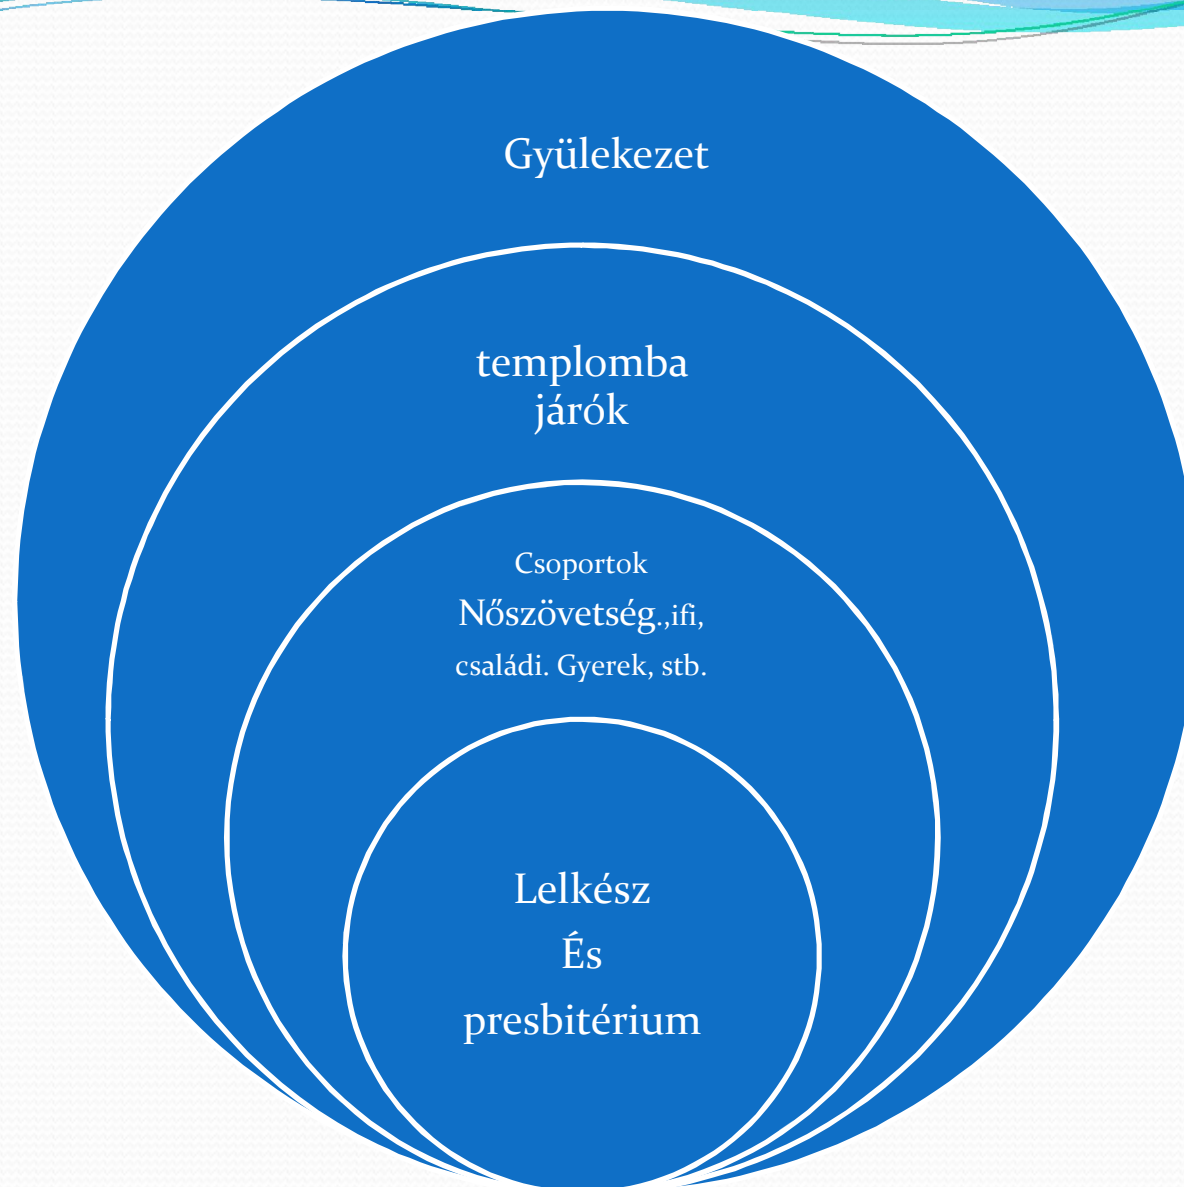 Gyülekezet
templomba
járók
Csoportok
Nőszövetség.,ifi,
családi. Gyerek, stb.
Lelkész
És
presbitérium